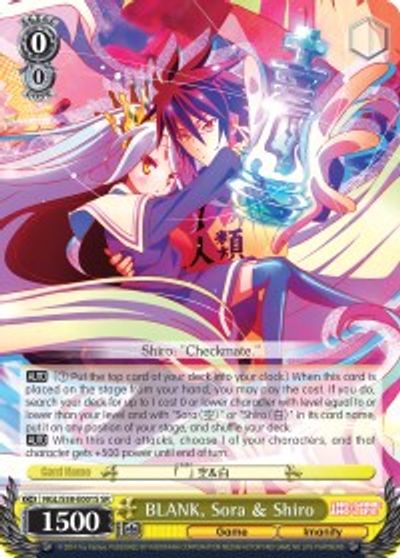 0
0
人
Shiro: "Checkmate."
AUTO [(1) Put the top card of your deck into your clock] When this card is
placed on the stage from your hand, you may pay the cost. If you do,
search your deck for up to 1 cost 0 or lower character with level equal to or
lower than your level and with "Sora(空)" or "Shiro(白)" in its card name,
put it on any position of your stage, and shuffle your deck.
AUTO When this card attacks, choose 1 of your characters, and that
character gets +500 power until end of turn.
Card Name 『 』 空&白
1500
BLANK, Sora & Shiro
Game Imanity